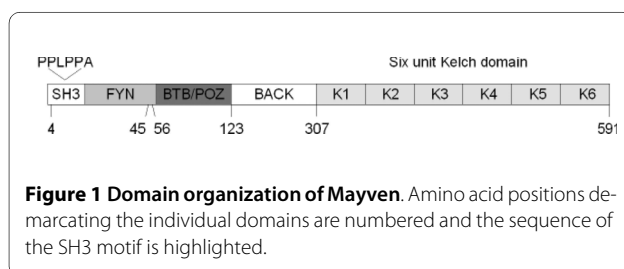 PPLPPA
Six unit Kelch domain
SH3 FYN BTB/POZ BACK K1 K2 K3 K4 K5 K6
4 45 56 123 307 591
Figure 1 Domain organization of Mayven. Amino acid positions de-
marcating the individual domains are numbered and the sequence of
the SH3 motif is highlighted.